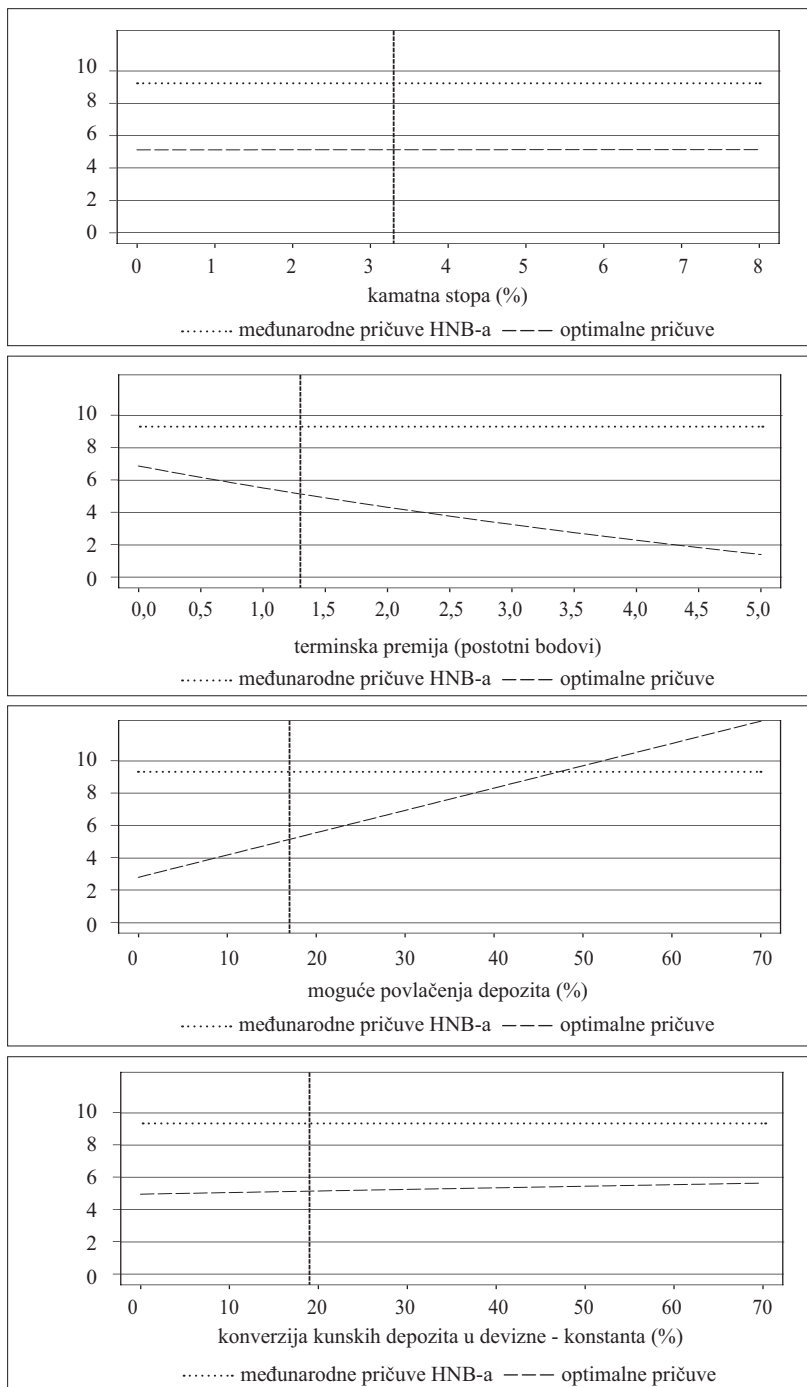 10
8
6
4
2
0
0 1 2 3 4 5 6 7 8
kamatna stopa (%)
međunarodne pričuve HNB-a optimalne pričuve
10
8
6
4
2
0
0,0 0,5 1,0 1,5 2,0 2,5 3,0 3,5 4,0 4,5 5,0
terminska premija (postotni bodovi)
međunarodne pričuve HNB-a optimalne pričuve
10
8
6
4
2
0
0 10 20 30 40 50 60 70
moguće povlačenja depozita (%)
međunarodne pričuve HNB-a optimalne pričuve
10
8
6
4
2
0
0 10 20 30 40 50 60 70
konverzija kunskih depozita u devizne - konstanta (%)
međunarodne pričuve HNB-a optimalne pričuve